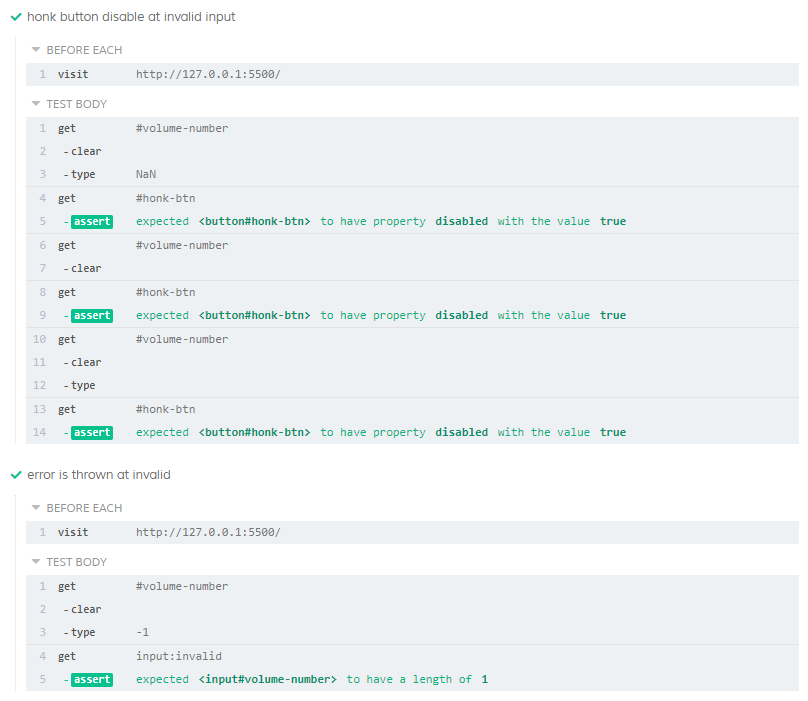 honk button disable at invalid input
BEFORE EACH
1 visit http://127.0.0.1:5500/
TEST BODY
1 get #volume-number
2 -clear
3 -type NaN
4 get #honk-btn
5 -assert expected <button#honk-btn> to have property disabled with the value true
6 get #volume-number
7 -clear
8 get #honk-btn
9 -assert expected <button#honk-btn> to have property disabled with the value true
10 get #volume-number
11 -clear
12 -type
13 get #honk-btn
14 -assert expected <button#honk-btn> to have property disabled with the value true
error is thrown at invalid
BEFORE EACH
1 visit http://127.0.0.1:5500/
TEST BODY
1 get #volume-number
2 -clear
3 -type -1
4 get input:invalid
5 -assert expected <input#volume-number> to have a length of 1